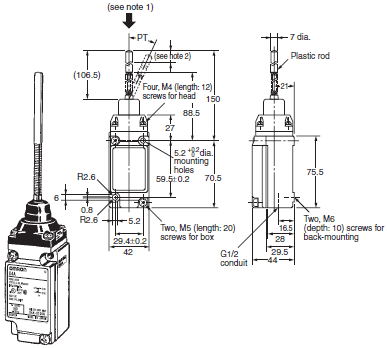 (see note 1)
PT
(see note 2)
(106.5)
Four, M4 (length: 12)
screws for head
150
88.5
27
5.2 +0.2 0 dia.
mounting
holes
59.5±0.2
70.5
R2.6
6
0.8
R2.6
5.2
Two, M5 (length: 20)
screws for box
29.4±0.2
42
7 dia.
Plastic rod
21
75.5
Two, M6
(depth: 10) screws for
back-mounting
16.5
28
G1/2
conduit
29.5
44
omron